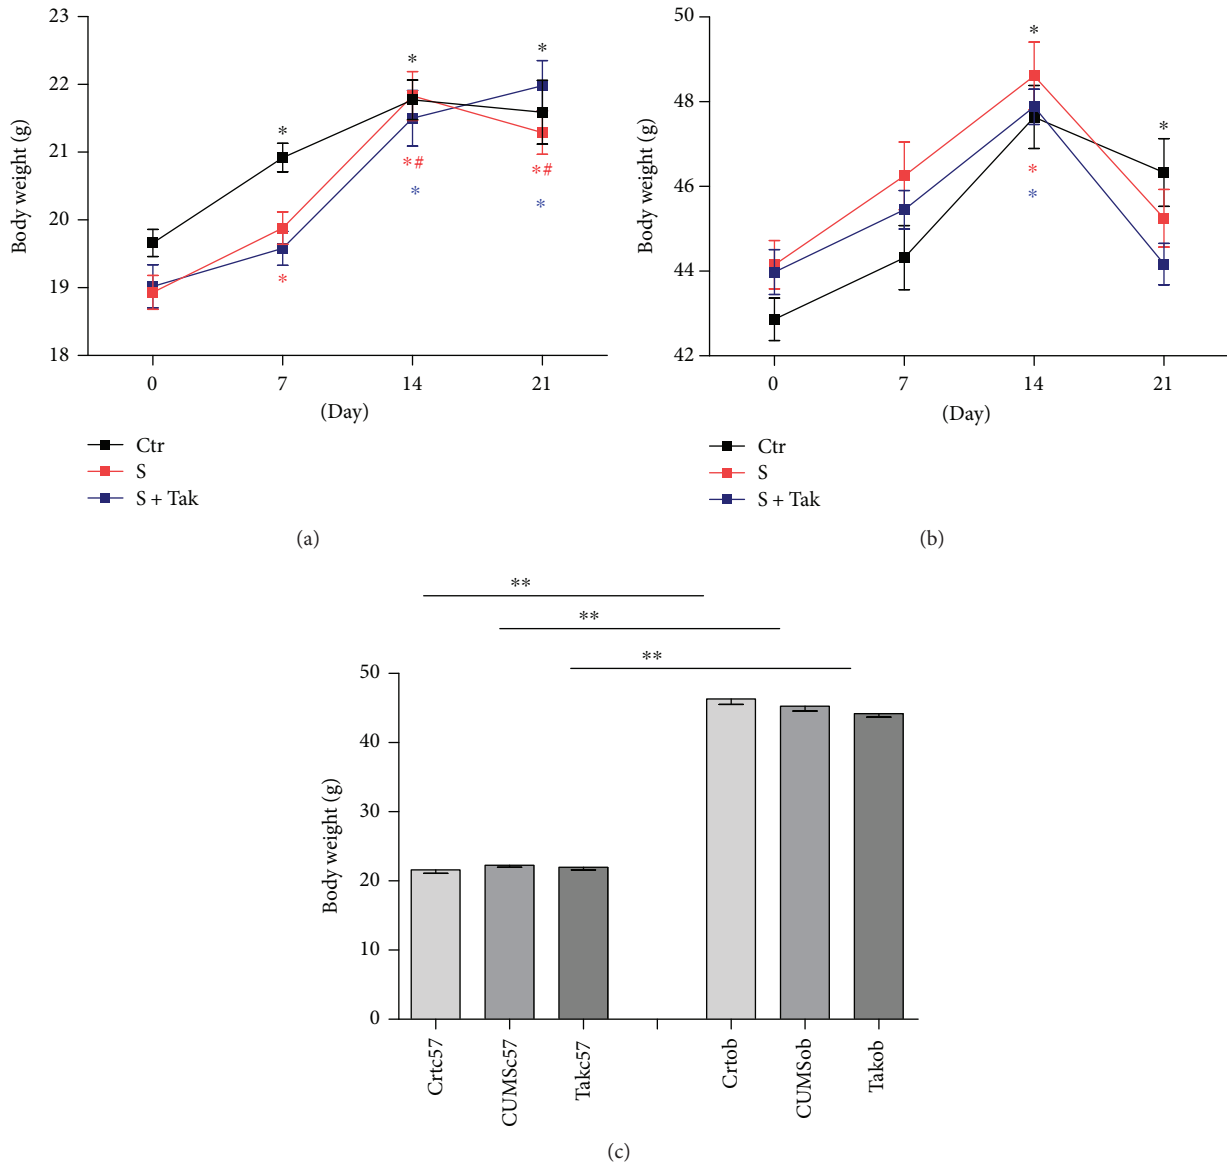 23
22
21
20
19
18
Body weight (g)
*
*
*
*#
*#
*
*
*
0 7 14 21
(Day)
Ctr
S
S + Tak
(a)
50
48
46
44
42
Body weight (g)
*
*
*
*
0 7 14 21
(Day)
Ctr
S
S + Tak
(b)
**
**
**
50
40
30
20
10
0
Body weight (g)
Crtc57
CUMSc57
Takc57
Crtob
CUMSob
Takob
(c)